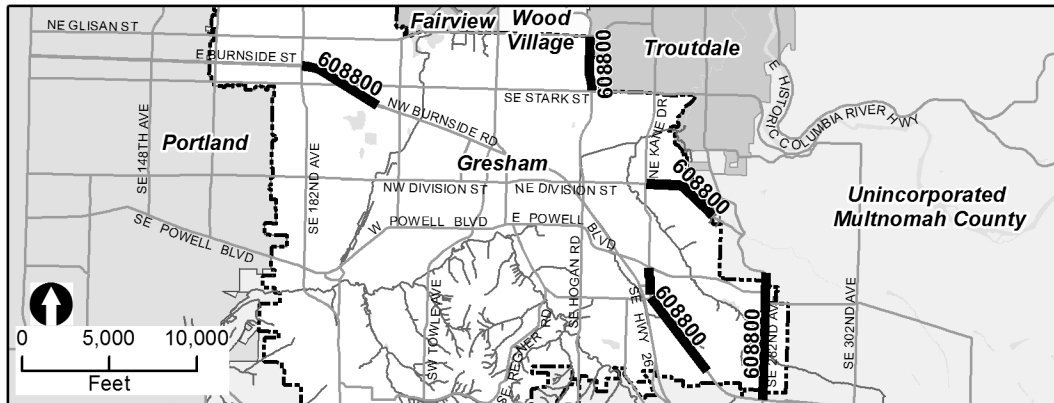 NE GLISAN ST
Fairview
Wood
Village
Troutdale
E BURNSIDE ST
608800
608800
SE STARK ST
NW BURNSIDE RD
NE KANE DR
E HISTORIC COLUMBIA RIVER HWY
SE 148TH AVE
Portland
SE 182ND AVE
Gresham
NW DIVISION ST
NE DIVISION ST
608800
Unincorporated
Multnomah County
SE POWELL BLVD
W POWELL BLVD
E POWELL BLVD
SW TOWLE AVE
SE REGNER RD
SE HOGAN RD
SE HWY 26
608800
608800
SE 282ND AVE
SE 302ND AVE
0 5,000 10,000
Feet